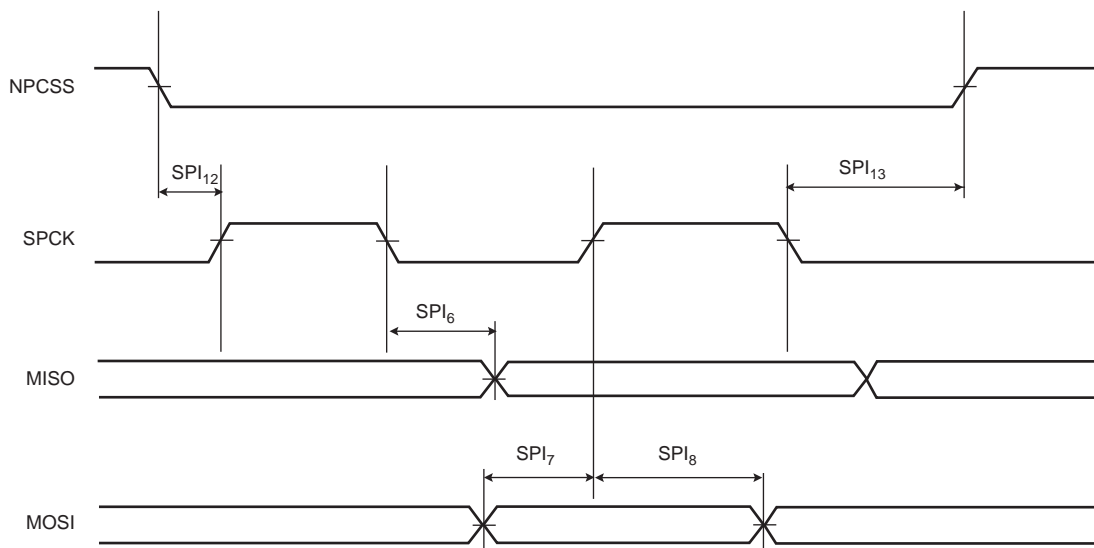 NPCSS
SPI₁₂
SPI₁₃
SPCK
SPI₆
MISO
SPI₇ SPI₈
MOSI